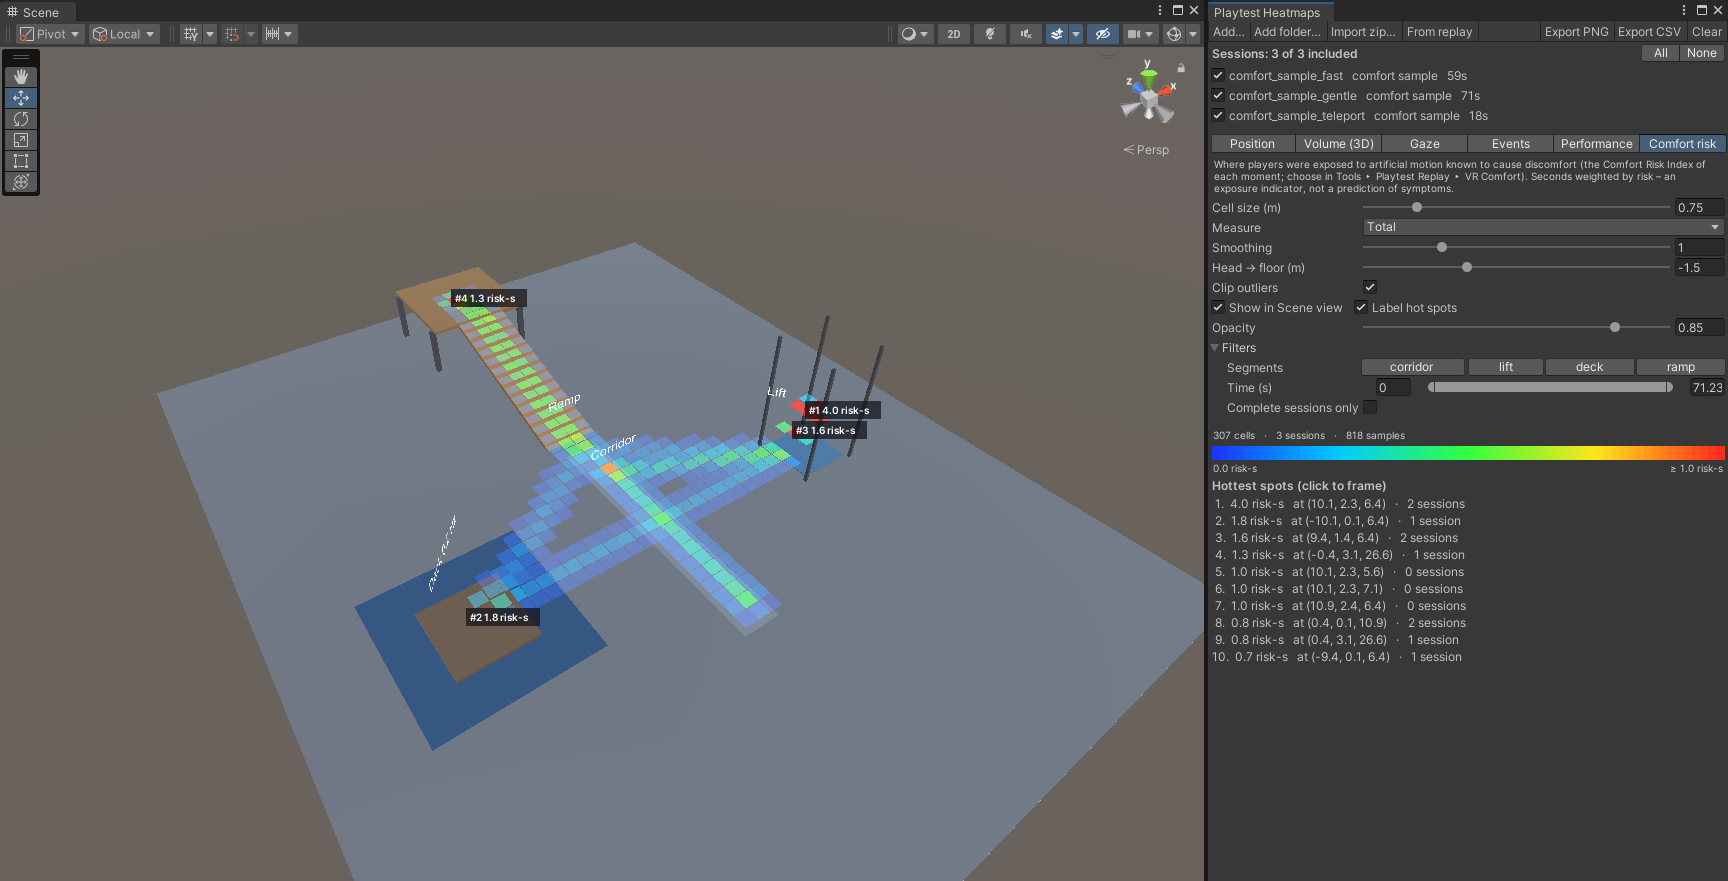 Scene
Pivot
Local
2D
y
z
x
Persp
#4 1.3 risk-s
Ramp
Corridor
Lift
#1 4.0 risk-s
#3 1.6 risk-s
#2 1.8 risk-s
Playtest Heatmaps
Add... Add folder... Import zip... From replay Export PNG Export CSV Clear
Sessions: 3 of 3 included All None
comfort_sample_fast comfort sample 59s
comfort_sample_gentle comfort sample 71s
comfort_sample_teleport comfort sample 18s
Position Volume (3D) Gaze Events Performance Comfort risk
Where players were exposed to artificial motion known to cause discomfort (the Comfort Risk Index of
each moment; choose in Tools ▸ Playtest Replay ▸ VR Comfort). Seconds weighted by risk – an
exposure indicator, not a prediction of symptoms.
Cell size (m) 0.75
Measure Total
Smoothing 1
Head → floor (m) -1.5
Clip outliers
Show in Scene view Label hot spots
Opacity 0.85
Filters
Segments corridor lift deck ramp
Time (s) 0 71.23
Complete sessions only
307 cells · 3 sessions · 818 samples
0.0 risk-s ≥ 1.0 risk-s
Hottest spots (click to frame)
1. 4.0 risk-s at (10.1, 2.3, 6.4) · 2 sessions
2. 1.8 risk-s at (-10.1, 0.1, 6.4) · 1 session
3. 1.6 risk-s at (9.4, 1.4, 6.4) · 2 sessions
4. 1.3 risk-s at (-0.4, 3.1, 26.6) · 1 session
5. 1.0 risk-s at (10.1, 2.3, 5.6) · 0 sessions
6. 1.0 risk-s at (10.1, 2.3, 7.1) · 0 sessions
7. 1.0 risk-s at (10.9, 2.4, 6.4) · 0 sessions
8. 0.8 risk-s at (0.4, 0.1, 10.9) · 2 sessions
9. 0.8 risk-s at (0.4, 3.1, 26.6) · 1 session
10. 0.7 risk-s at (-9.4, 0.1, 6.4) · 1 session